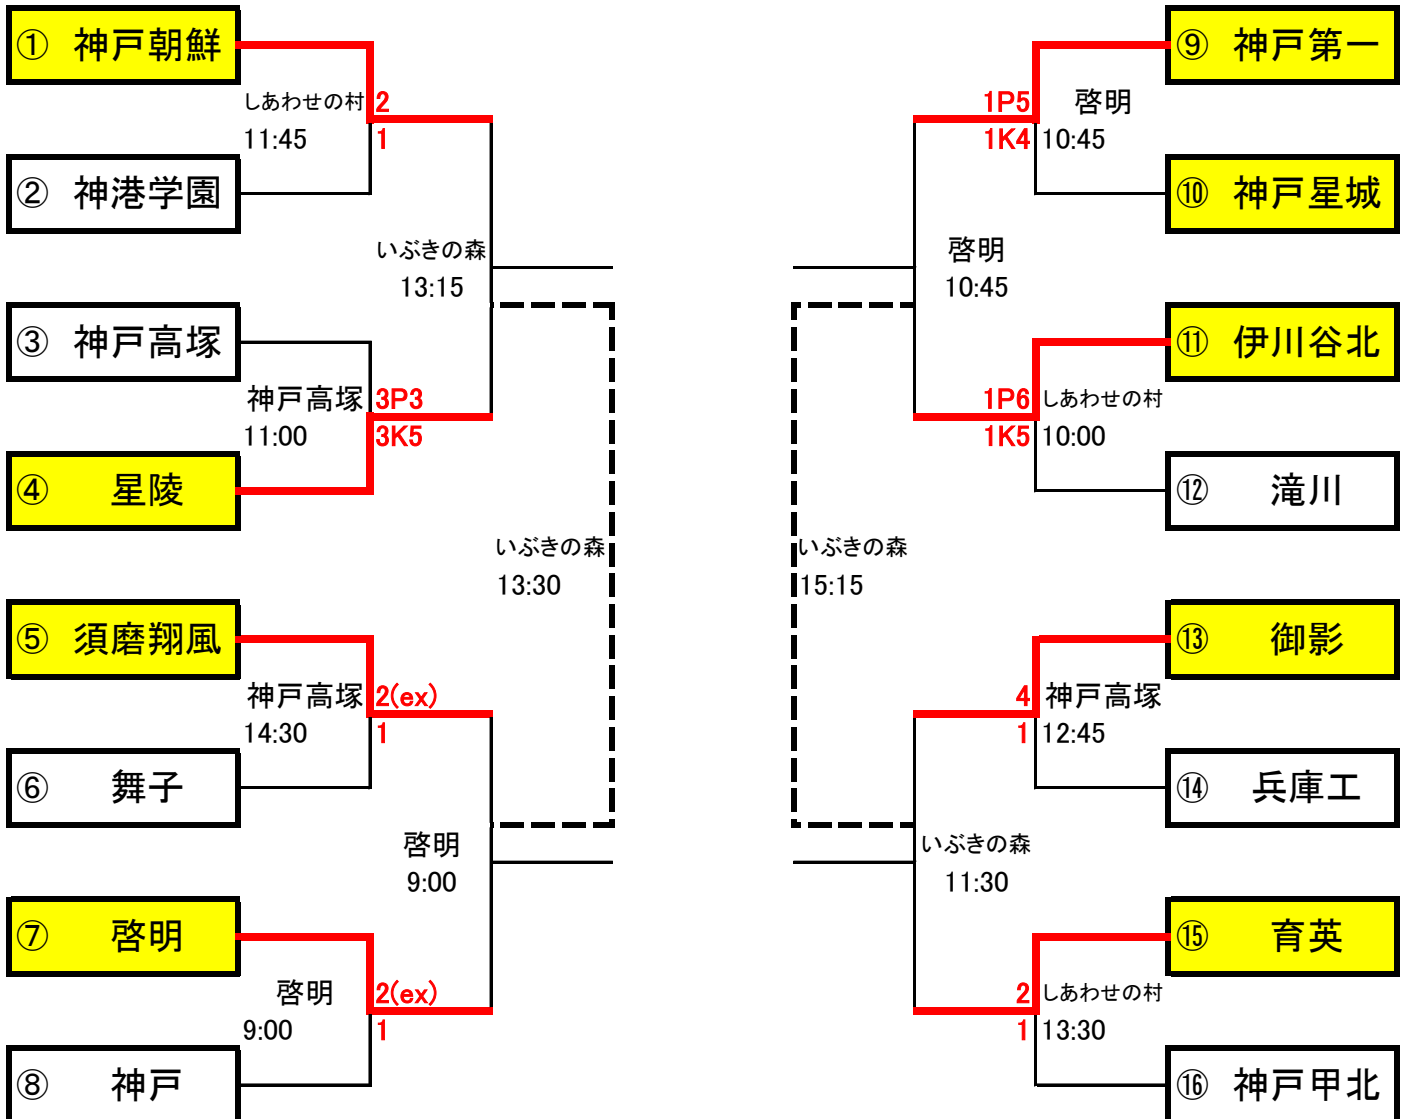 ① 神戸朝鮮
しあわせの村 2
11:45 1
② 神港学園
いぶきの森
13:15
③ 神戸高塚
神戸高塚 3P3
11:00 3K5
④ 星陵
いぶきの森
13:30
⑤ 須磨翔風
神戸高塚 2(ex)
14:30 1
⑥ 舞子
啓明
9:00
⑦ 啓明
啓明 2(ex)
9:00 1
⑧ 神戸
⑨ 神戸第一
1P5 啓明
1K4 10:45
⑩ 神戸星城
啓明
10:45
⑪ 伊川谷北
1P6 しあわせの村
1K5 10:00
⑫ 滝川
いぶきの森
15:15
⑬ 御影
4 神戸高塚
1 12:45
⑭ 兵庫工
いぶきの森
11:30
⑮ 育英
2 しあわせの村
1 13:30
⑯ 神戸甲北